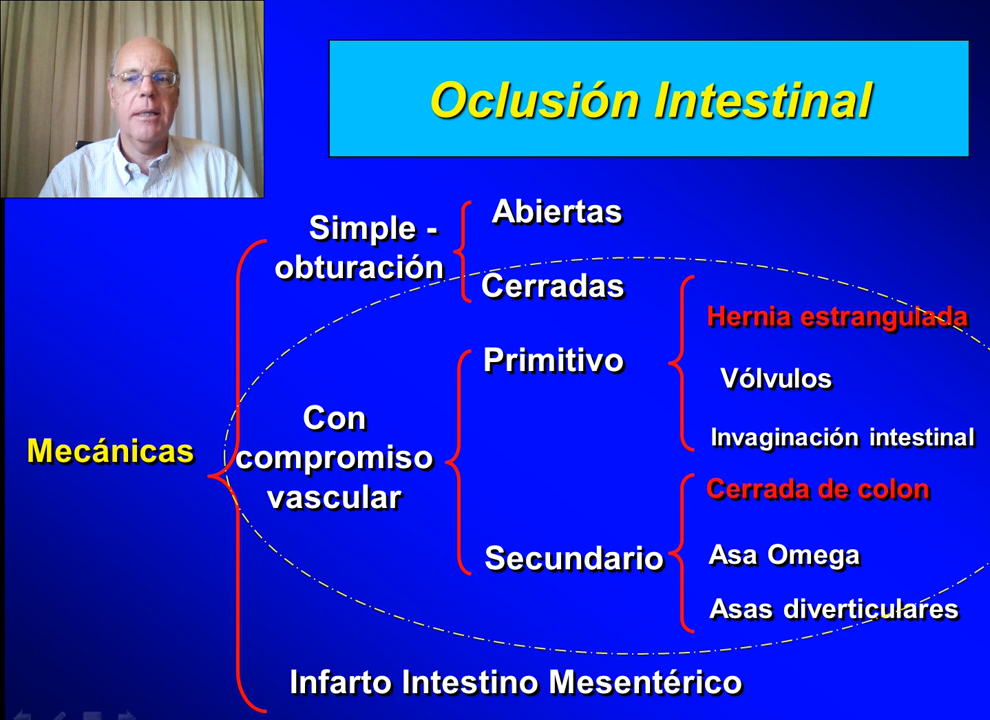 Oclusión Intestinal
Abiertas
Simple -
obturación
Cerradas
Hernia estrangulada
Primitivo
Vólvulos
Con
compromiso
vascular
Invaginación intestinal
Mecánicas
Cerrada de colon
Secundario
Asa Omega
Asas diverticulares
Infarto Intestino Mesentérico